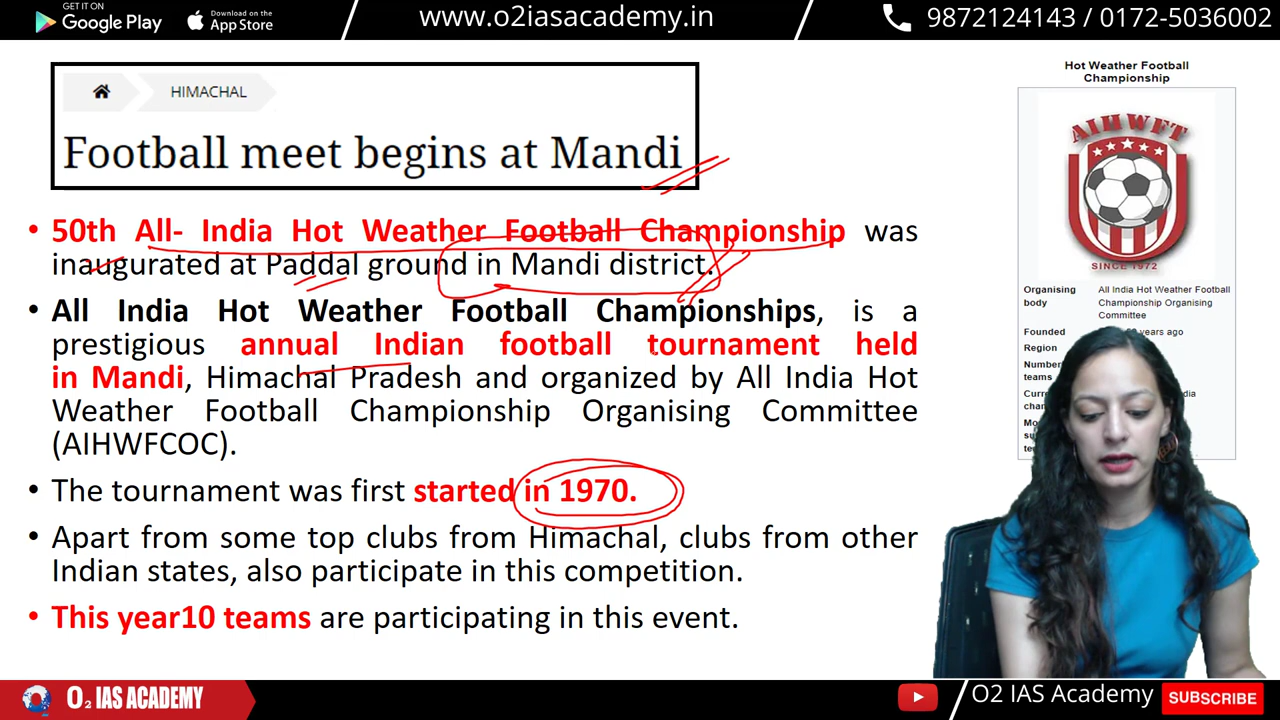 GET IT ON
Google Play
Download on the
App Store
www.o2iasacademy.in
9872124143 / 0172-5036002
HIMACHAL
Football meet begins at Mandi
• 50th All- India Hot Weather Football Championship was
inaugurated at Paddal ground in Mandi district.
• All India Hot Weather Football Championships, is a
prestigious annual Indian football tournament held
in Mandi, Himachal Pradesh and organized by All India Hot
Weather Football Championship Organising Committee
(AIHWFCOC).
• The tournament was first started in 1970.
• Apart from some top clubs from Himachal, clubs from other
Indian states, also participate in this competition.
• This year10 teams are participating in this event.
Hot Weather Football
Championship
AIHWFT
SINCE 1972
Organising body All India Hot Weather Football
Championship Organising
Committee
Founded years ago
Region
Number
teams
O2 IAS ACADEMY
O2 IAS Academy
SUBSCRIBE